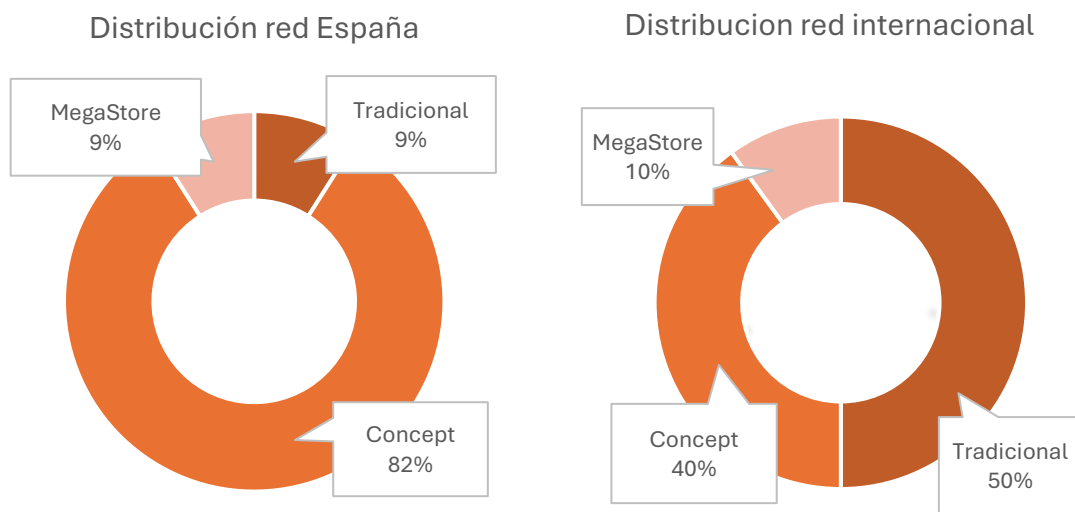 Distribución red España
MegaStore
9%
Tradicional
9%
Concept
82%
Distribucion red internacional
MegaStore
10%
Concept
40%
Tradicional
50%